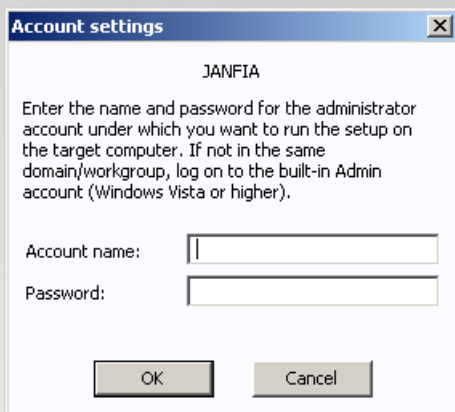 Account settings
JANFIA
Enter the name and password for the administrator
account under which you want to run the setup on
the target computer. If not in the same
domain/workgroup, log on to the built-in Admin
account (Windows Vista or higher).
Account name:
Password:
OK Cancel